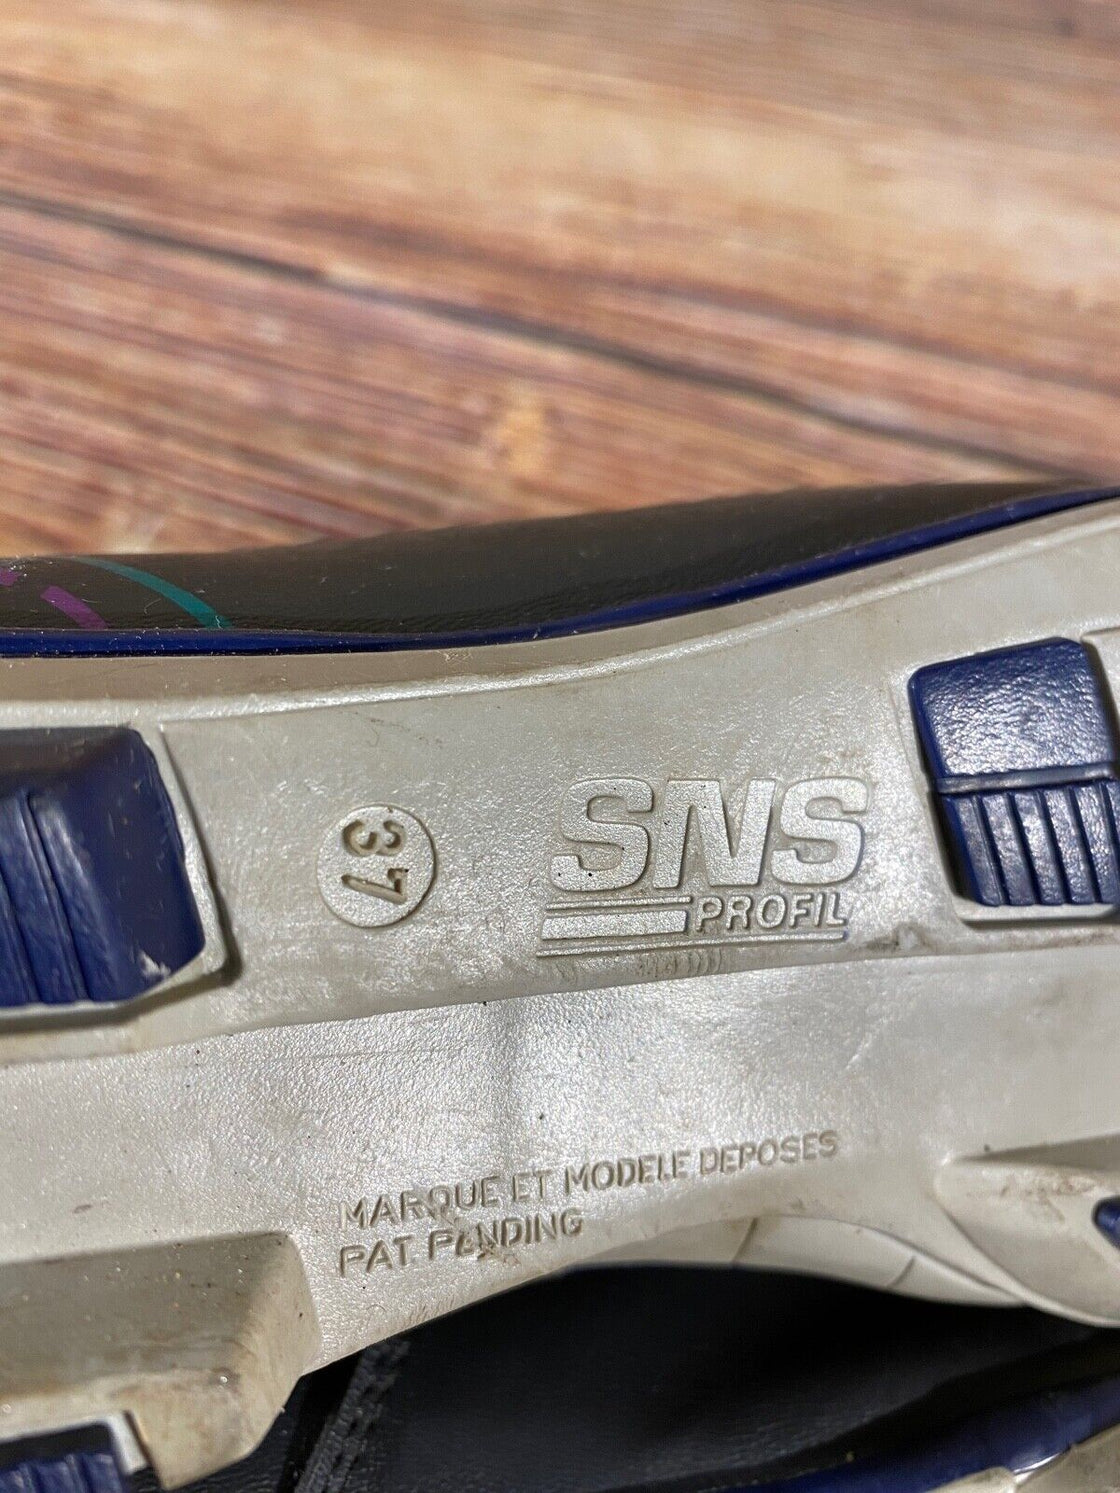 37
SNS
PROFIL
MARQUE ET MODELE DEPOSES
PAT. PENDING